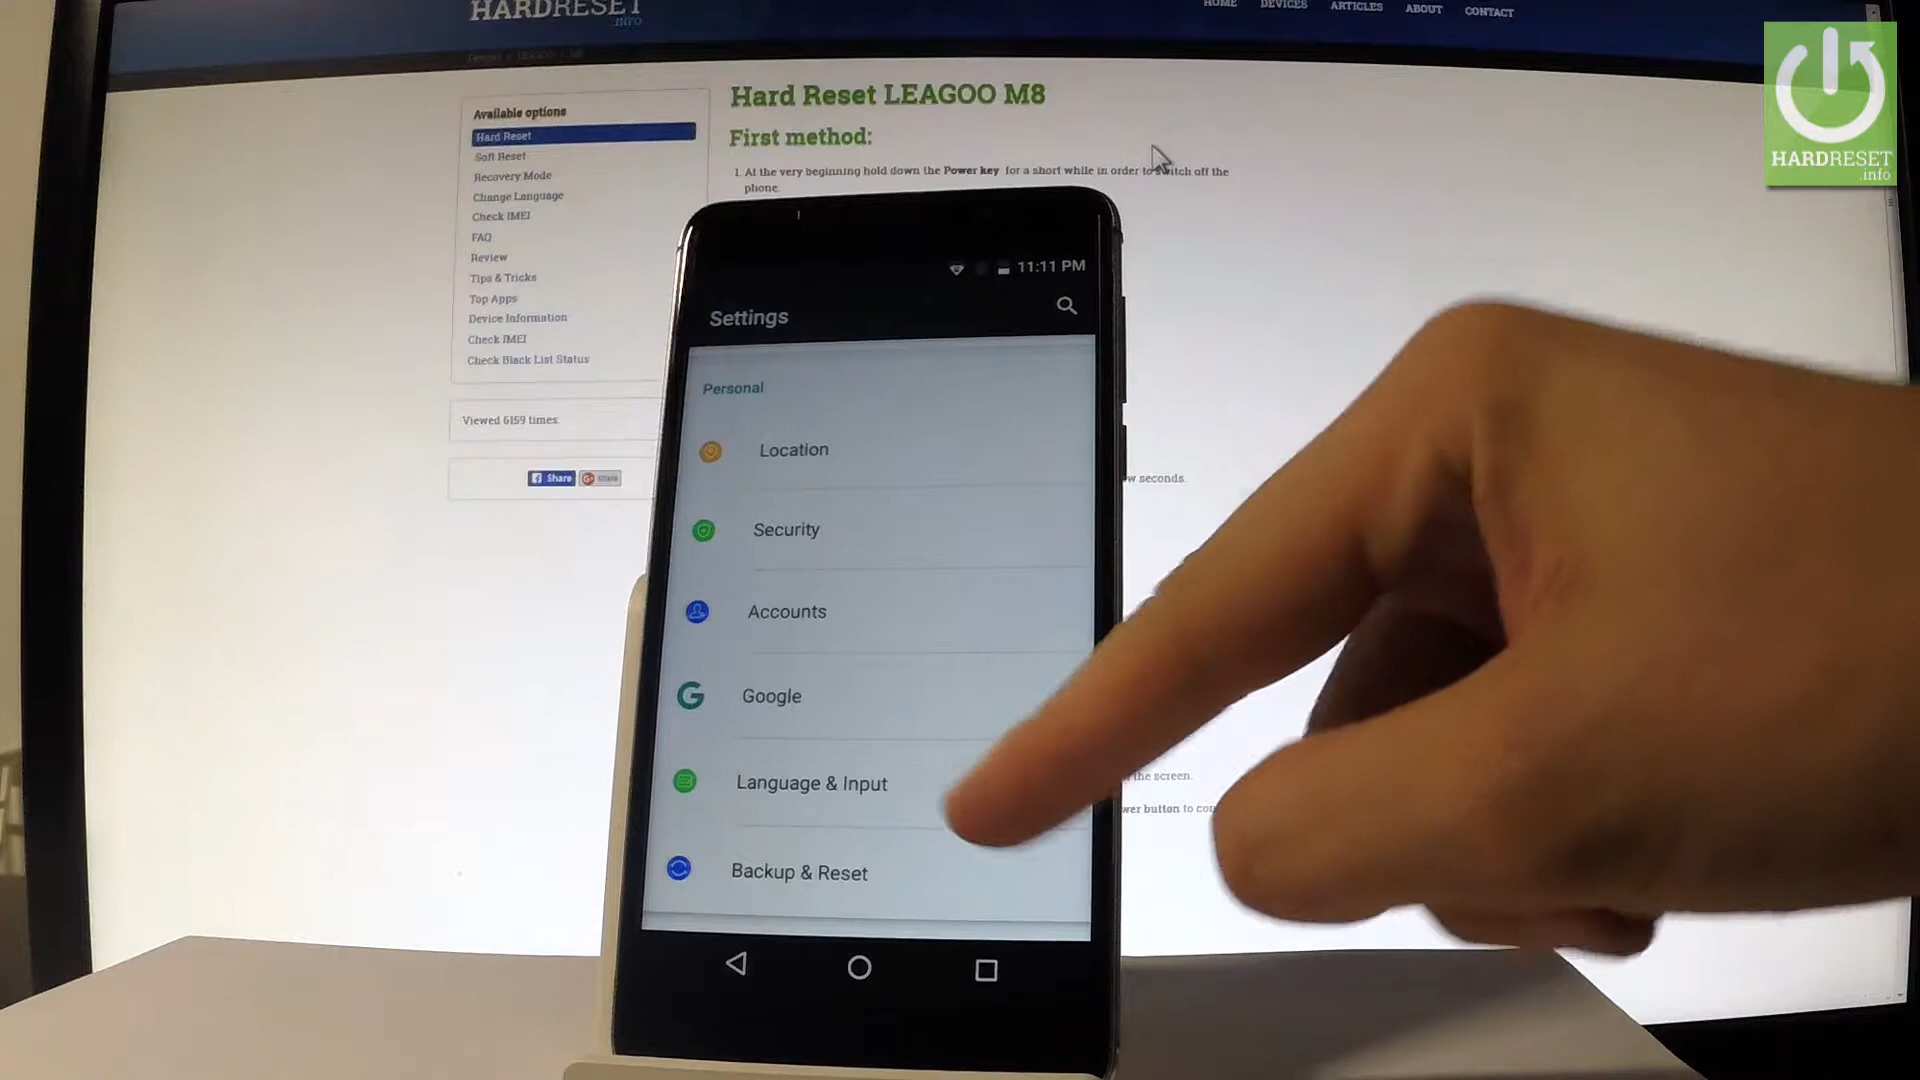 HARDRESET
.INFO
HOME DEVICES ARTICLES ABOUT CONTACT
HARDRESET
.info
Available options
Hard Reset
Soft Reset
Recovery Mode
Change Language
Check IMEI
FAQ
Review
Tips & Tricks
Top Apps
Device Information
Check IMEI
Check Black List Status
Viewed 6159 times.
Share
share
Hard Reset LEAGOO M8
First method:
1. At the very beginning hold down the Power key for a short while in order to switch off the
phone.
w seconds.
the screen.
wer button to con
11:11 PM
Settings
Personal
Location
Security
Accounts
Google
Language & Input
Backup & Reset